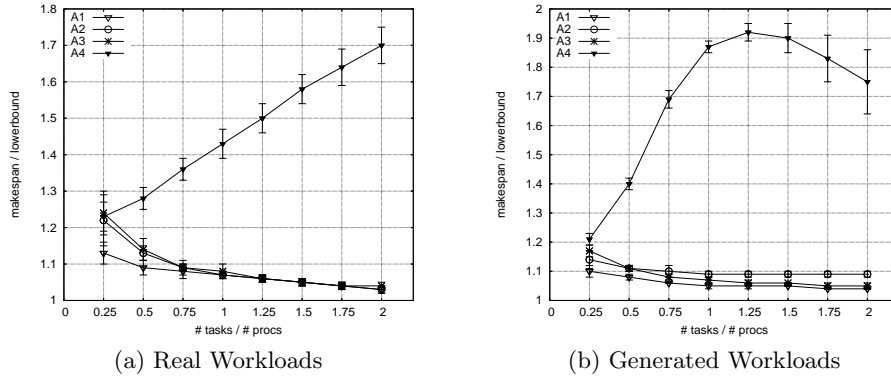 1.8
1.7
1.6
1.5
1.4
1.3
1.2
1.1
1
makespan / lowerbound
A1
A2
A3
A4
0 0.25 0.5 0.75 1 1.25 1.5 1.75 2
# tasks / # procs
(a) Real Workloads
2
1.9
1.8
1.7
1.6
1.5
1.4
1.3
1.2
1.1
1
makespan / lowerbound
A1
A2
A3
A4
0 0.25 0.5 0.75 1 1.25 1.5 1.75 2
# tasks / # procs
(b) Generated Workloads